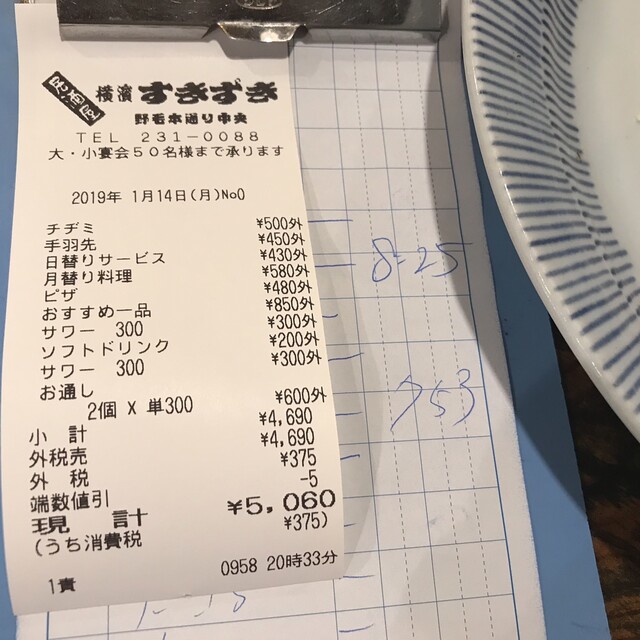 民酒居
横濱 すきずき
野毛本通り中央
TEL 231-0088
大・小宴会50名様まで承ります
2019年 1月14日(月)No0
チヂミ ¥500外
手羽先 ¥450外
日替りサービス ¥430外
月替り料理 ¥580外
ピザ ¥480外
おすすめ一品 ¥850外
サワー 300 ¥300外
ソフトドリンク ¥200外
サワー 300 ¥300外
お通し
2個 X 単300 ¥600外
小 計 ¥4,690
外税売 ¥4,690
外 税 ¥375
端数値引 -5
現 計 ¥5,060
(うち消費税 ¥375)
0958 20時33分
1責
8-25
753